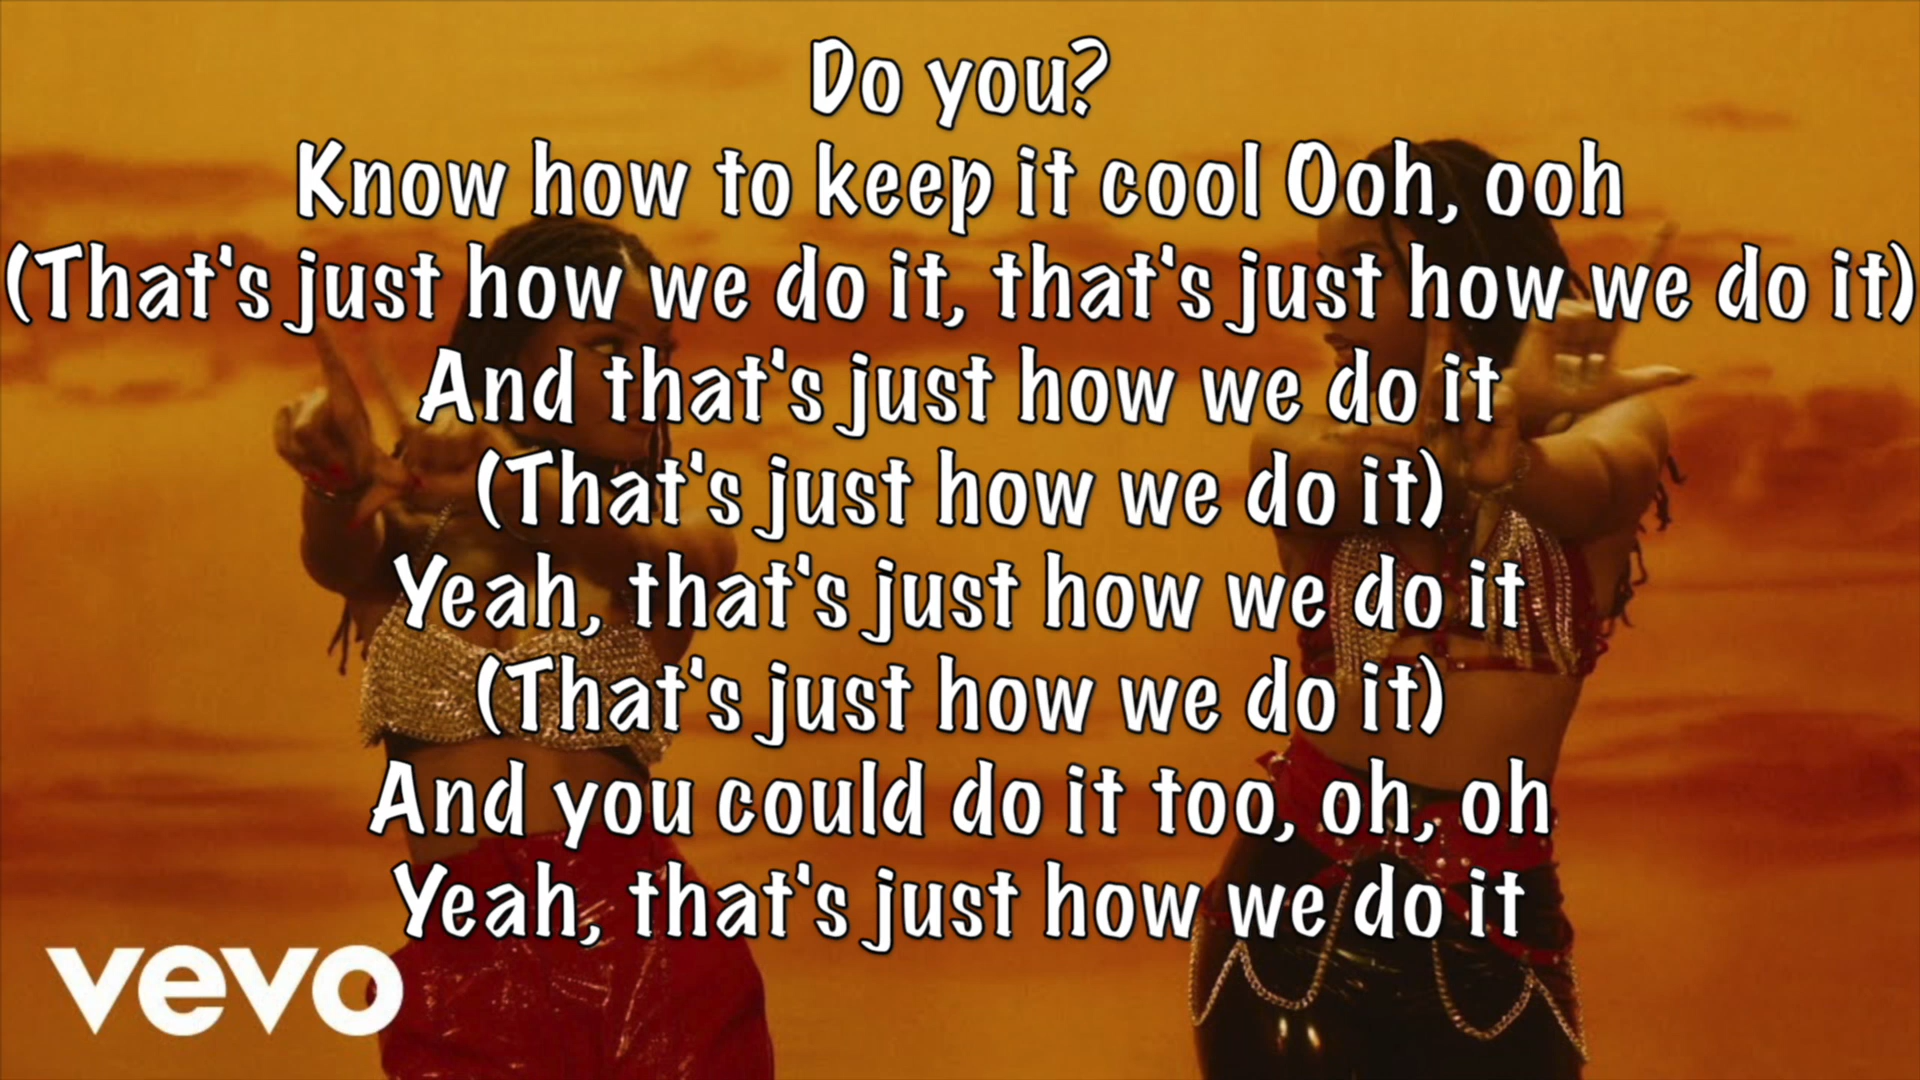 Do you?
Know how to keep it cool Ooh, ooh
(That's just how we do it, that's just how we do it)
And that's just how we do it
(That's just how we do it)
Yeah, that's just how we do it
(That's just how we do it)
And you could do it too, oh, oh
Yeah, that's just how we do it
vevo